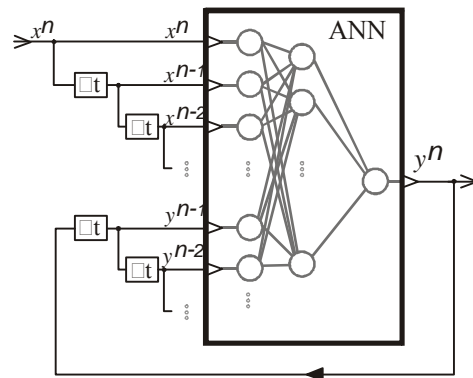 ANN
xⁿ xⁿ
□t xⁿ⁻¹
□t xⁿ⁻²
yⁿ
□t yⁿ⁻¹
□t yⁿ⁻²